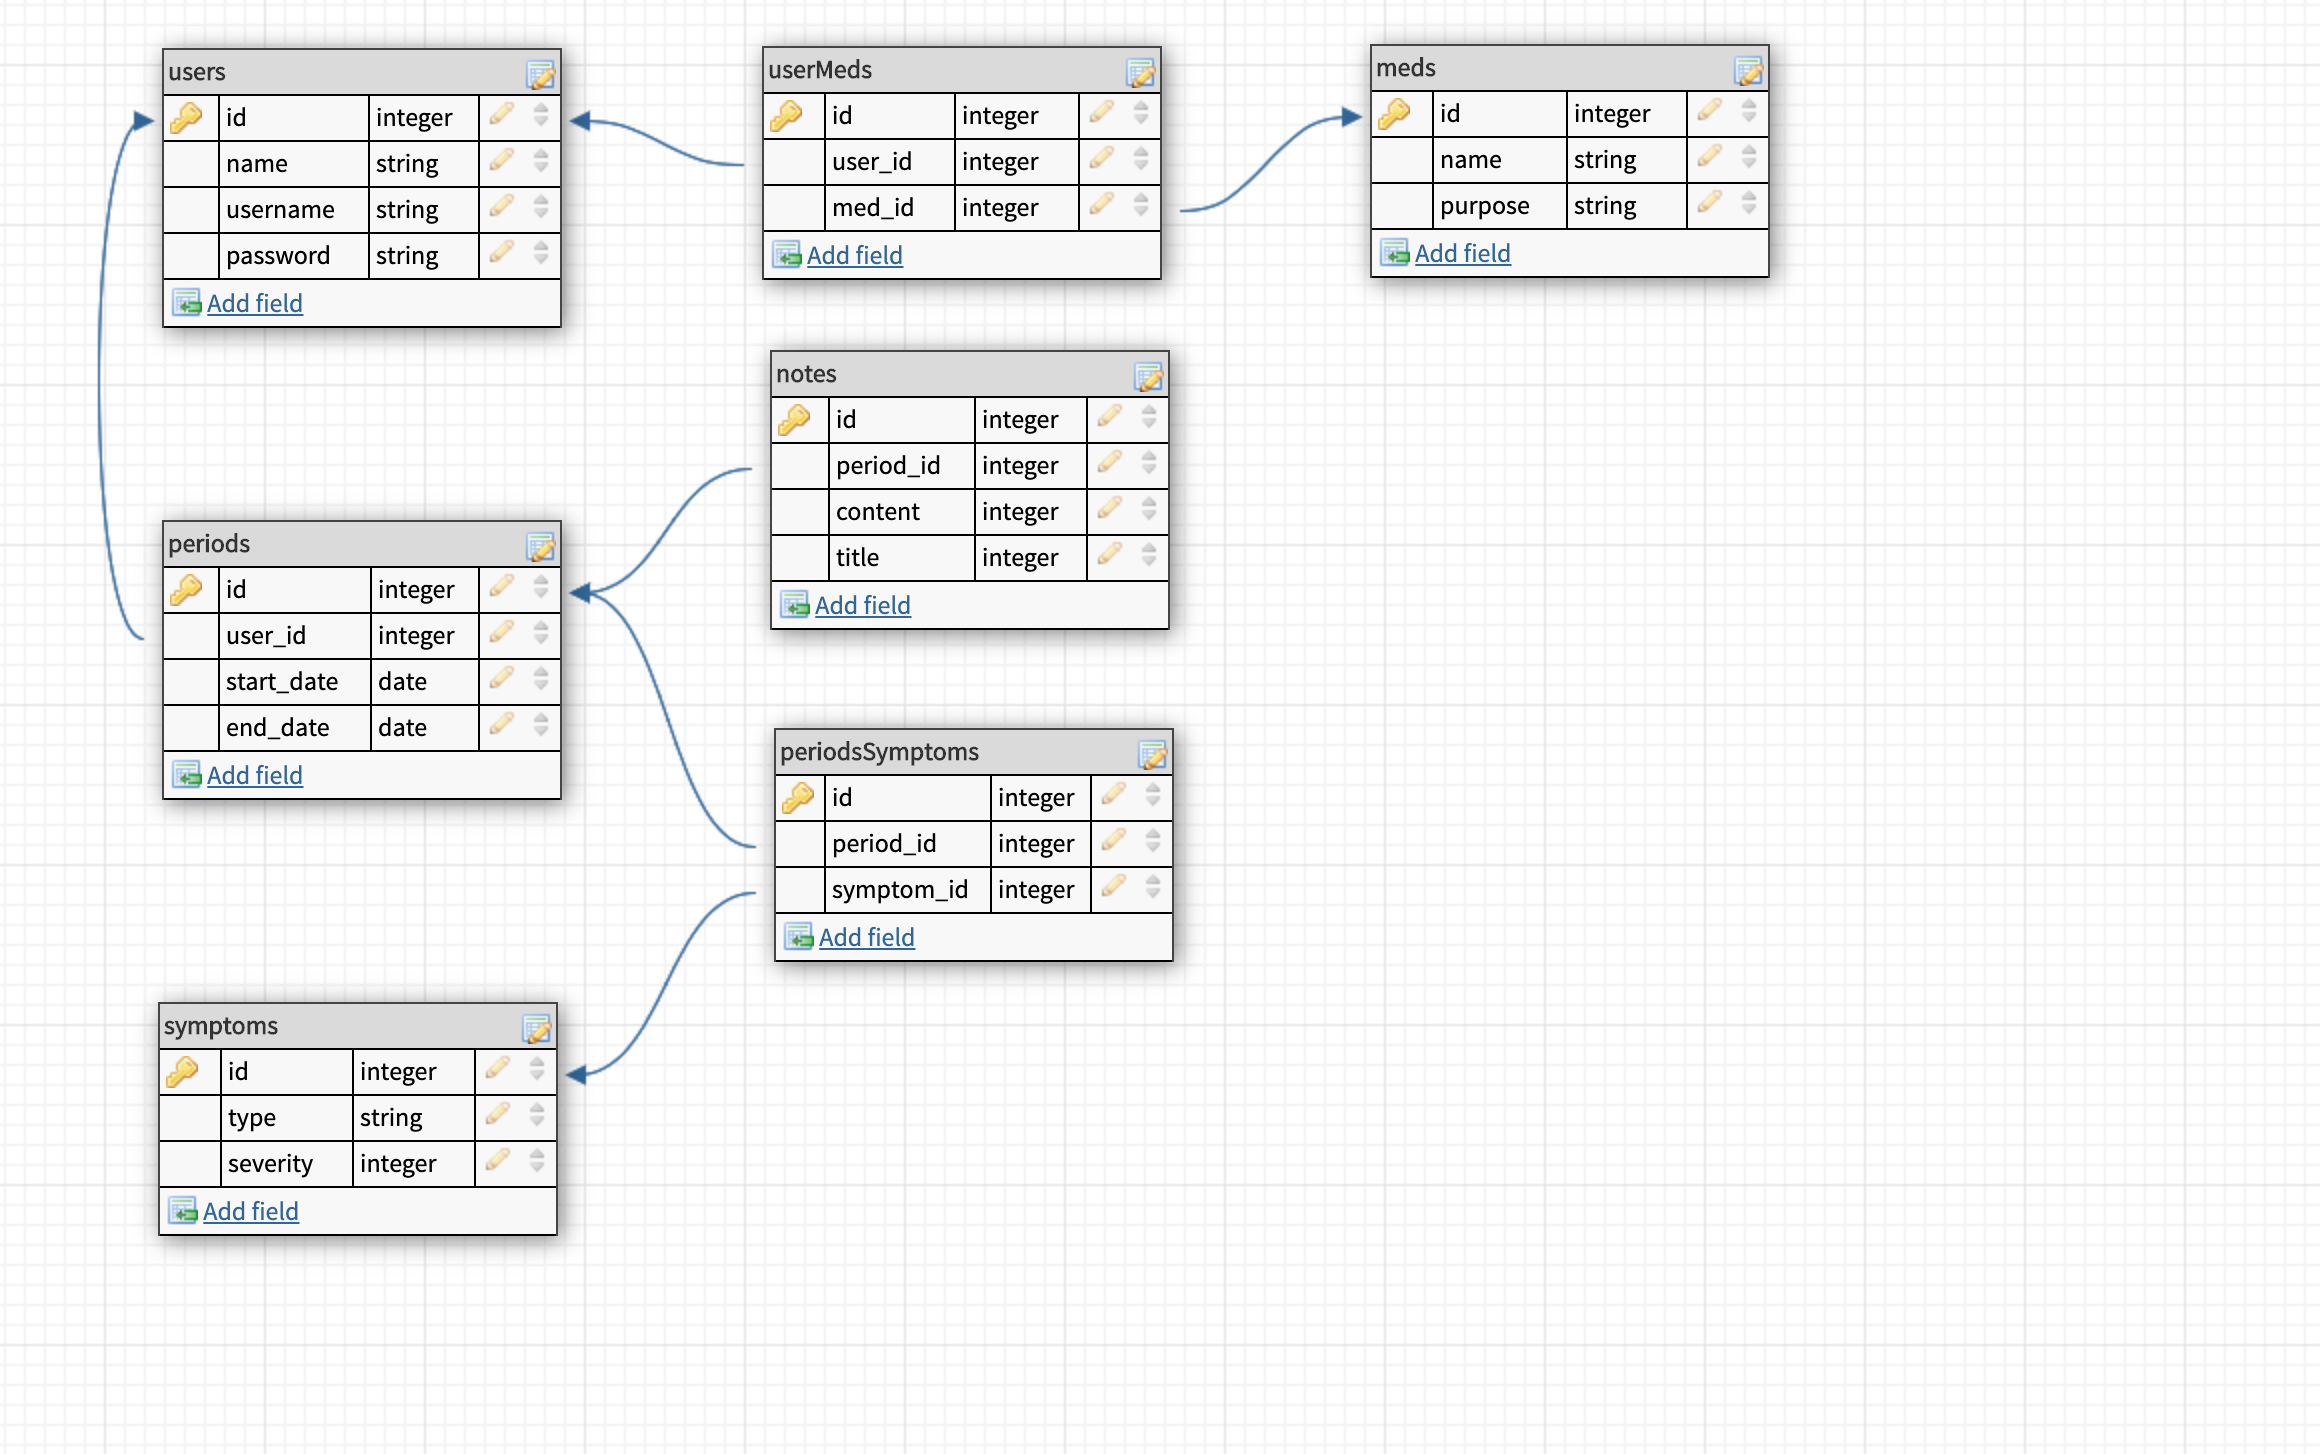 users
id integer
name string
username string
password string
Add field
userMeds
id integer
user_id integer
med_id integer
Add field
meds
id integer
name string
purpose string
Add field
notes
id integer
period_id integer
content integer
title integer
Add field
periods
id integer
user_id integer
start_date date
end_date date
Add field
periodsSymptoms
id integer
period_id integer
symptom_id integer
Add field
symptoms
id integer
type string
severity integer
Add field